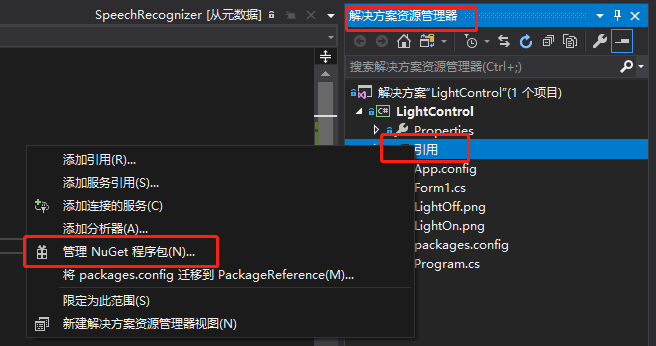 SpeechRecognizer [从元数据]
解决方案资源管理器
搜索解决方案资源管理器(Ctrl+;)
解决方案"LightControl"(1 个项目)
LightControl
Properties
引用
App.config
Form1.cs
LightOff.png
LightOn.png
packages.config
Program.cs
添加引用(R)...
添加服务引用(S)...
添加连接的服务(C)
添加分析器(A)...
管理 NuGet 程序包(N)...
将 packages.config 迁移到 PackageReference(M)...
限定为此范围(S)
新建解决方案资源管理器视图(N)